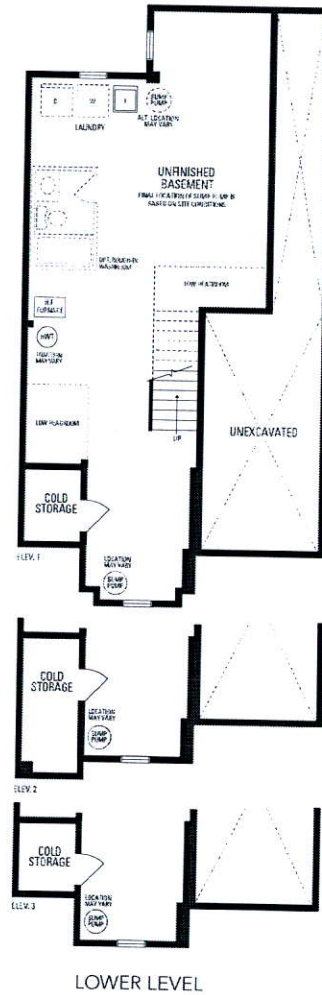 D
W
LAUNDRY
SUMP
PUMP
ALT. LOCATION
MAY VARY
UNFINISHED
BASEMENT
FINAL LOCATION OF SUMP PUMP IS
BASED ON SITE CONDITIONS
OPT. ROUGH-IN
WASHROOM
LOW HEADROOM
FURNACE
HWT
LOCATION
MAY VARY
LOW HEADROOM
UP
UNEXCAVATED
COLD
STORAGE
ELEV. 1
LOCATION
MAY VARY
SUMP
PUMP
COLD
STORAGE
LOCATION
MAY VARY
SUMP
PUMP
ELEV. 2
COLD
STORAGE
LOCATION
MAY VARY
SUMP
PUMP
ELEV. 3
LOWER LEVEL